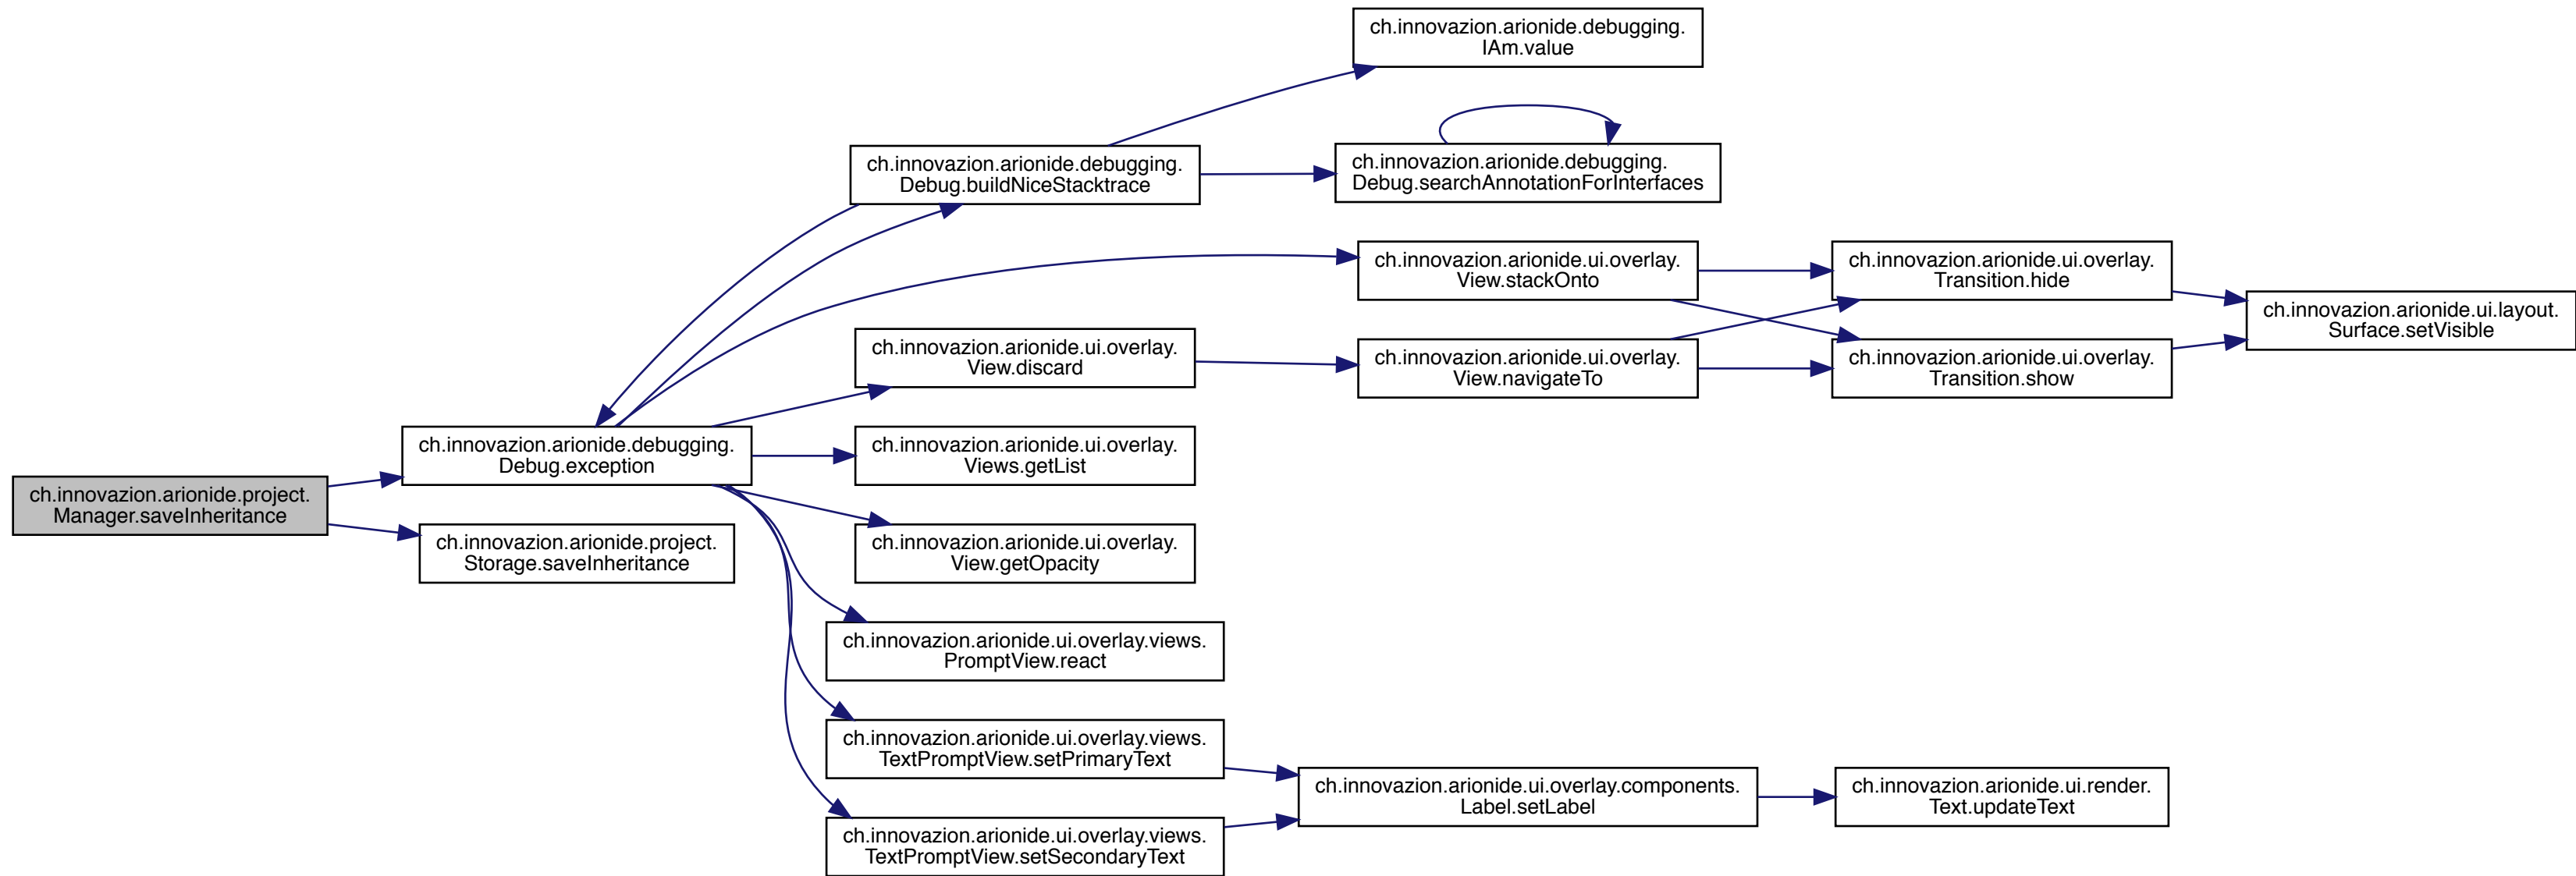 ch.innovazion.arionide.project.
Manager.saveInheritance
ch.innovazion.arionide.debugging.
Debug.exception
ch.innovazion.arionide.project.
Storage.saveInheritance
ch.innovazion.arionide.debugging.
Debug.buildNiceStacktrace
ch.innovazion.arionide.ui.overlay.
View.discard
ch.innovazion.arionide.ui.overlay.
Views.getList
ch.innovazion.arionide.ui.overlay.
View.getOpacity
ch.innovazion.arionide.ui.overlay.views.
PromptView.react
ch.innovazion.arionide.ui.overlay.views.
TextPromptView.setPrimaryText
ch.innovazion.arionide.ui.overlay.views.
TextPromptView.setSecondaryText
ch.innovazion.arionide.debugging.
IAm.value
ch.innovazion.arionide.debugging.
Debug.searchAnnotationForInterfaces
ch.innovazion.arionide.ui.overlay.
View.stackOnto
ch.innovazion.arionide.ui.overlay.
View.navigateTo
ch.innovazion.arionide.ui.overlay.components.
Label.setLabel
ch.innovazion.arionide.ui.overlay.
Transition.hide
ch.innovazion.arionide.ui.overlay.
Transition.show
ch.innovazion.arionide.ui.render.
Text.updateText
ch.innovazion.arionide.ui.layout.
Surface.setVisible